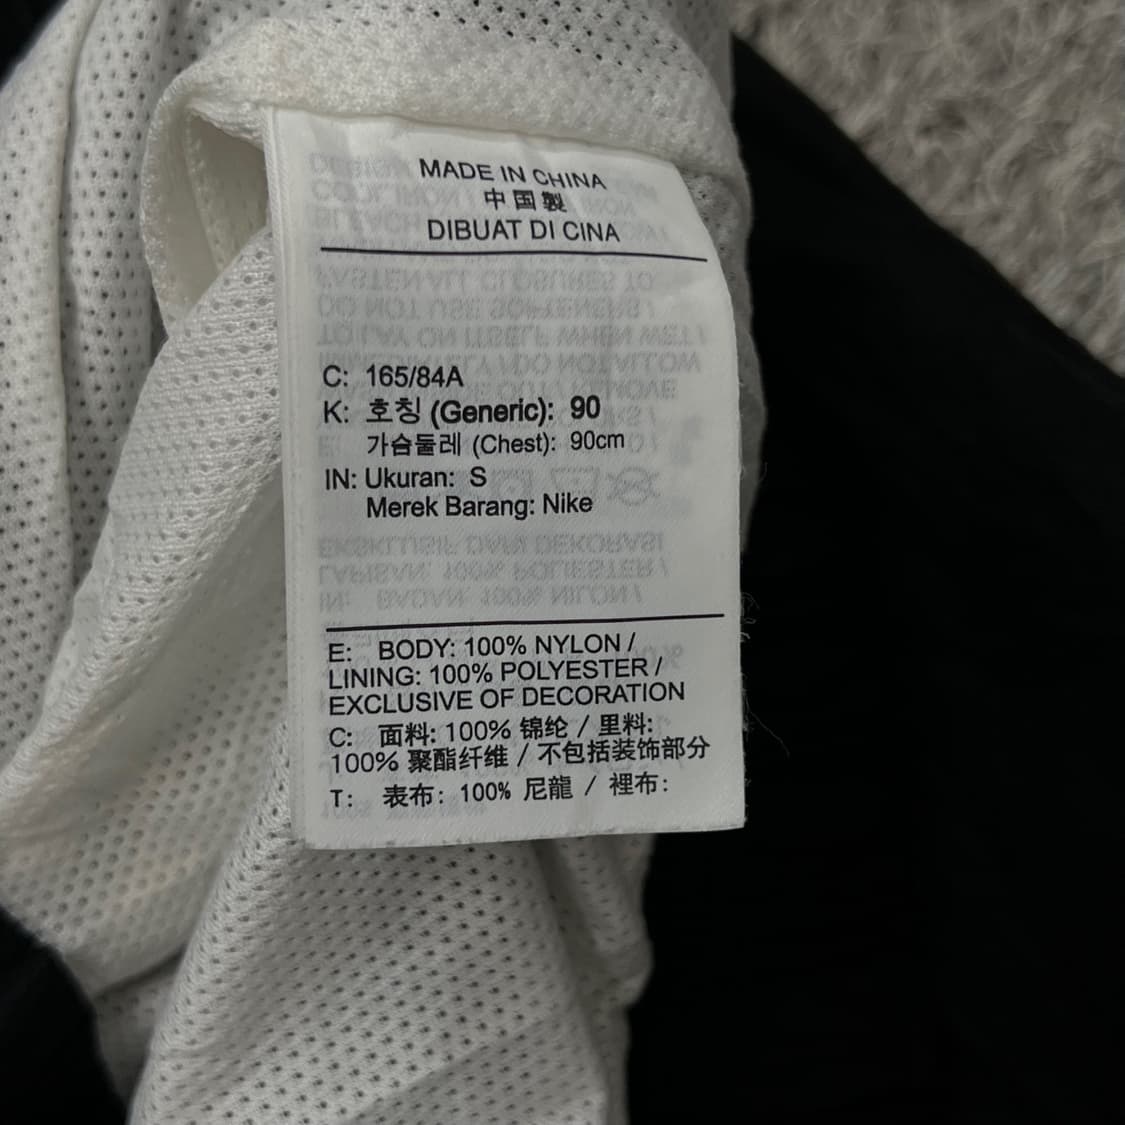 MADE IN CHINA
中国製
DIBUAT DI CINA
C: 165/84A
K: 호칭 (Generic): 90
가슴둘레 (Chest): 90cm
IN: Ukuran: S
Merek Barang: Nike
E: BODY: 100% NYLON /
LINING: 100% POLYESTER /
EXCLUSIVE OF DECORATION
C: 面料: 100% 锦纶 / 里料:
100% 聚酯纤维 / 不包括装饰部分
T: 表布: 100% 尼龍 / 裡布: